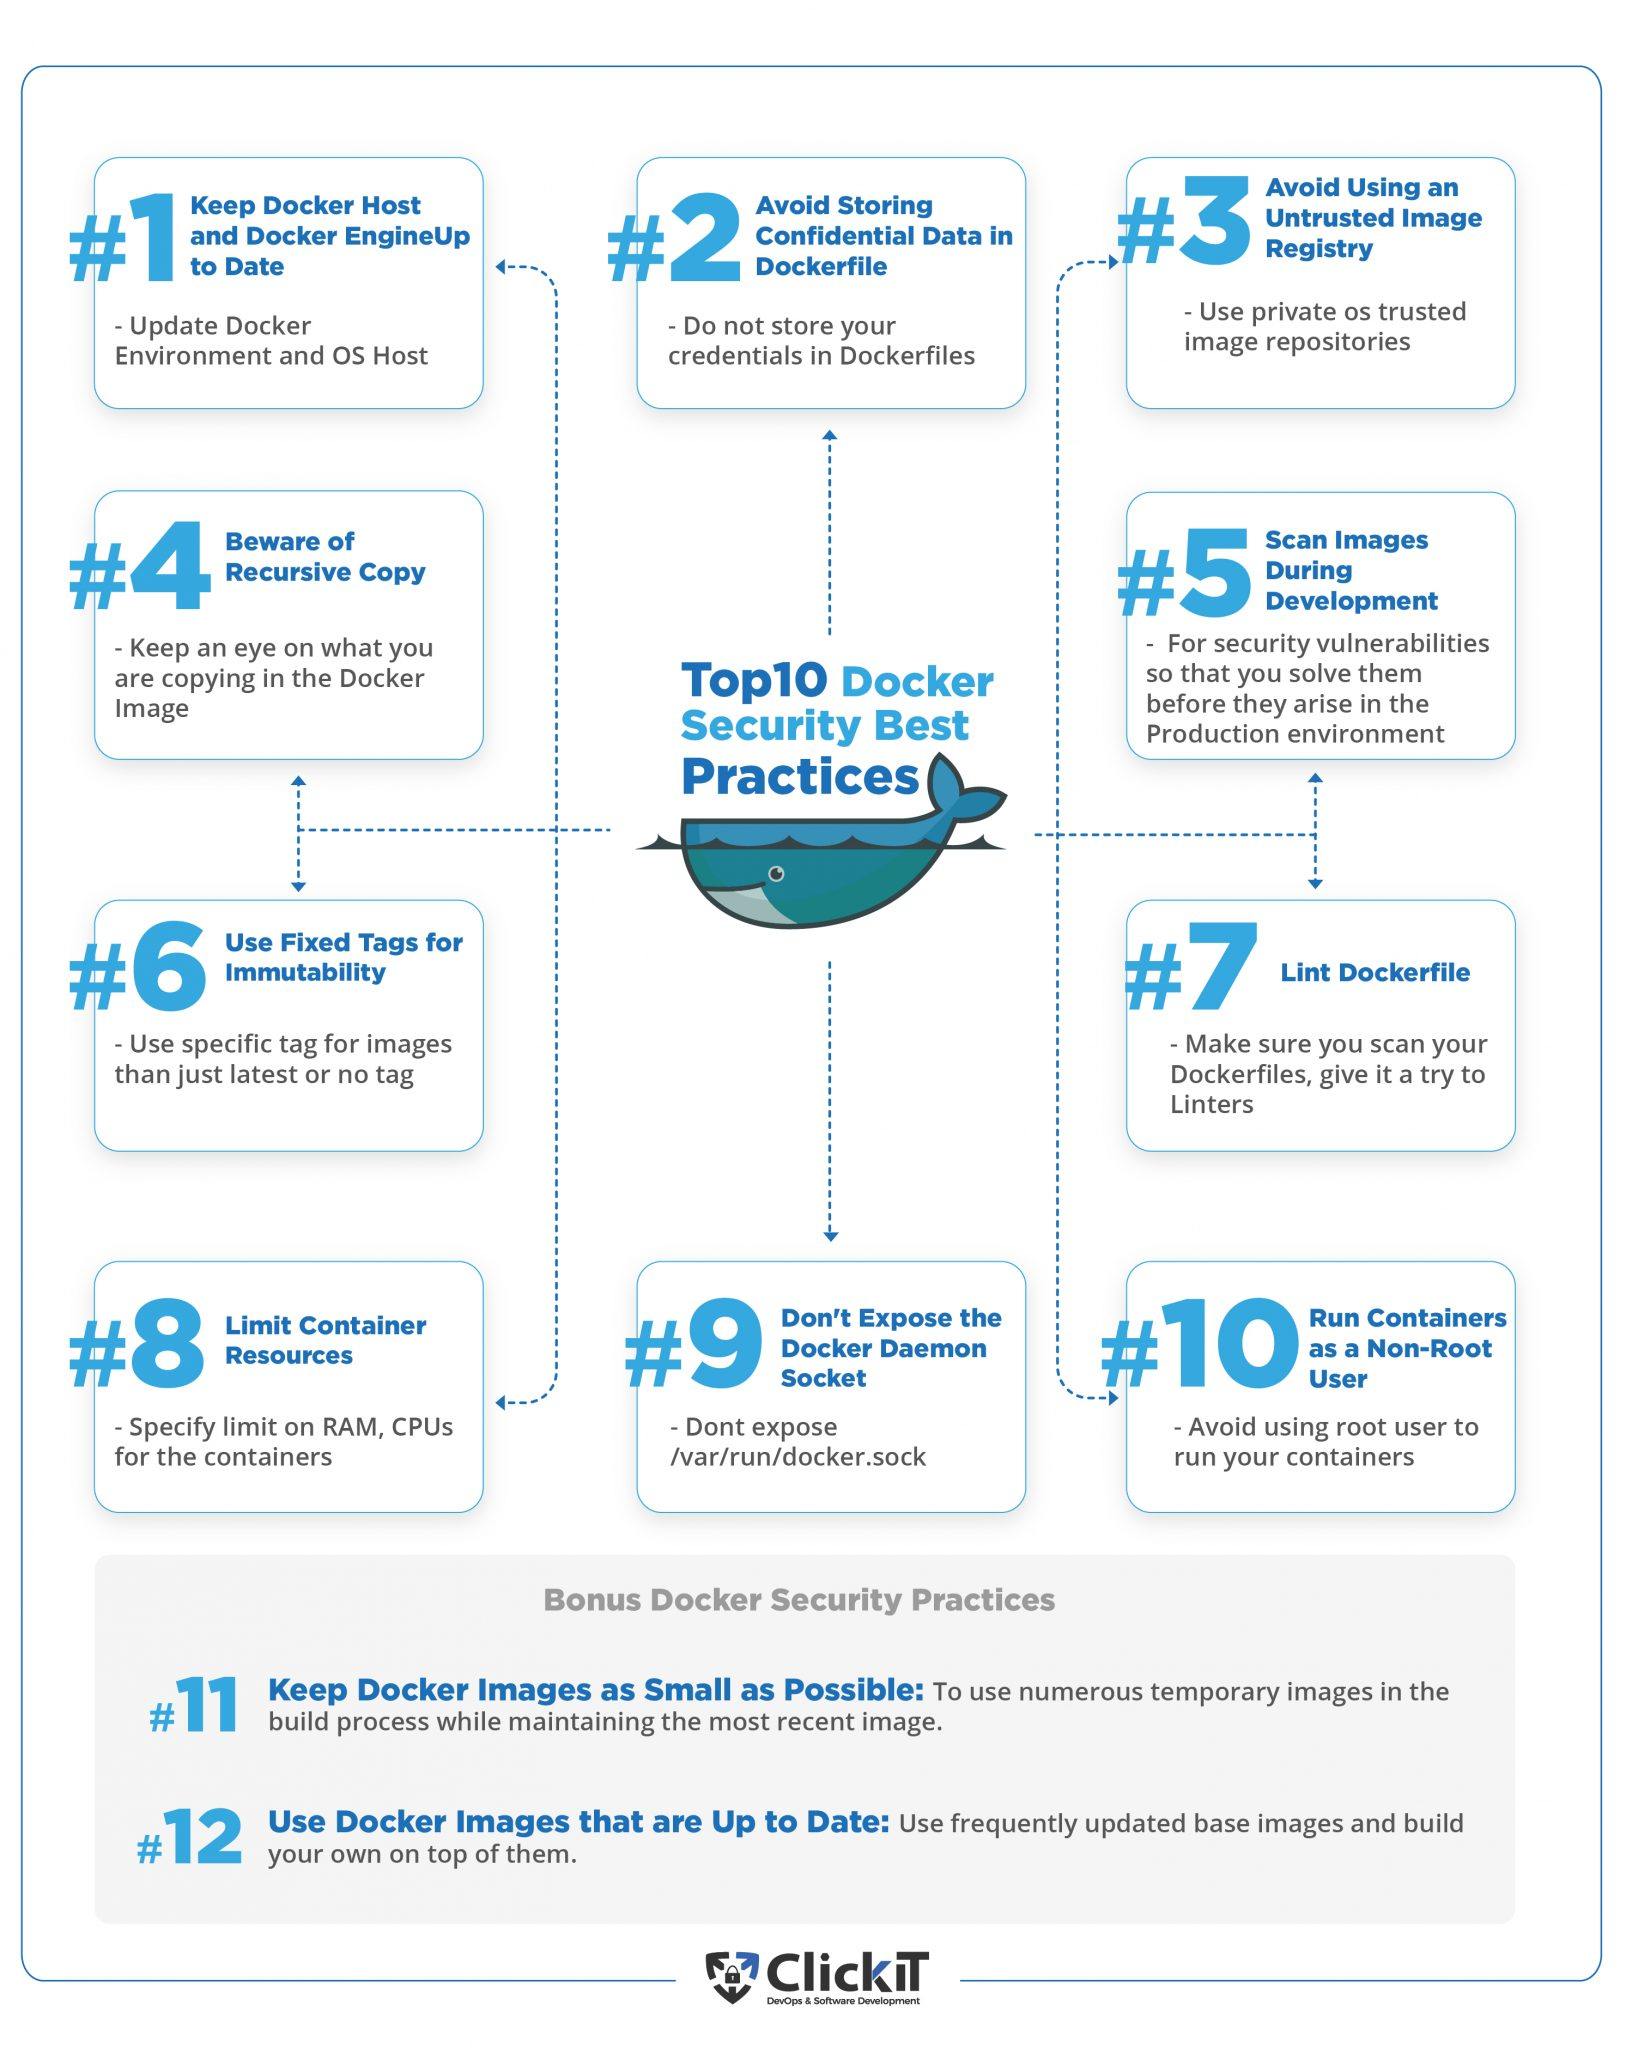 #1 Keep Docker Host
and Docker EngineUp
to Date
- Update Docker
Environment and OS Host
#2 Avoid Storing
Confidential Data in
Dockerfile
- Do not store your
credentials in Dockerfiles
#3 Avoid Using an
Untrusted Image
Registry
- Use private os trusted
image repositories
#4 Beware of
Recursive Copy
- Keep an eye on what you
are copying in the Docker
Image
#5 Scan Images
During
Development
- For security vulnerabilities
so that you solve them
before they arise in the
Production environment
Top10 Docker
Security Best
Practices
#6 Use Fixed Tags for
Immutability
- Use specific tag for images
than just latest or no tag
#7 Lint Dockerfile
- Make sure you scan your
Dockerfiles, give it a try to
Linters
#8 Limit Container
Resources
- Specify limit on RAM, CPUs
for the containers
#9 Don't Expose the
Docker Daemon
Socket
- Dont expose
/var/run/docker.sock
#10 Run Containers
as a Non-Root
User
- Avoid using root user to
run your containers
Bonus Docker Security Practices
#11 Keep Docker Images as Small as Possible: To use numerous temporary images in the
build process while maintaining the most recent image.
#12 Use Docker Images that are Up to Date: Use frequently updated base images and build
your own on top of them.
ClickiT
DevOps & Software Development